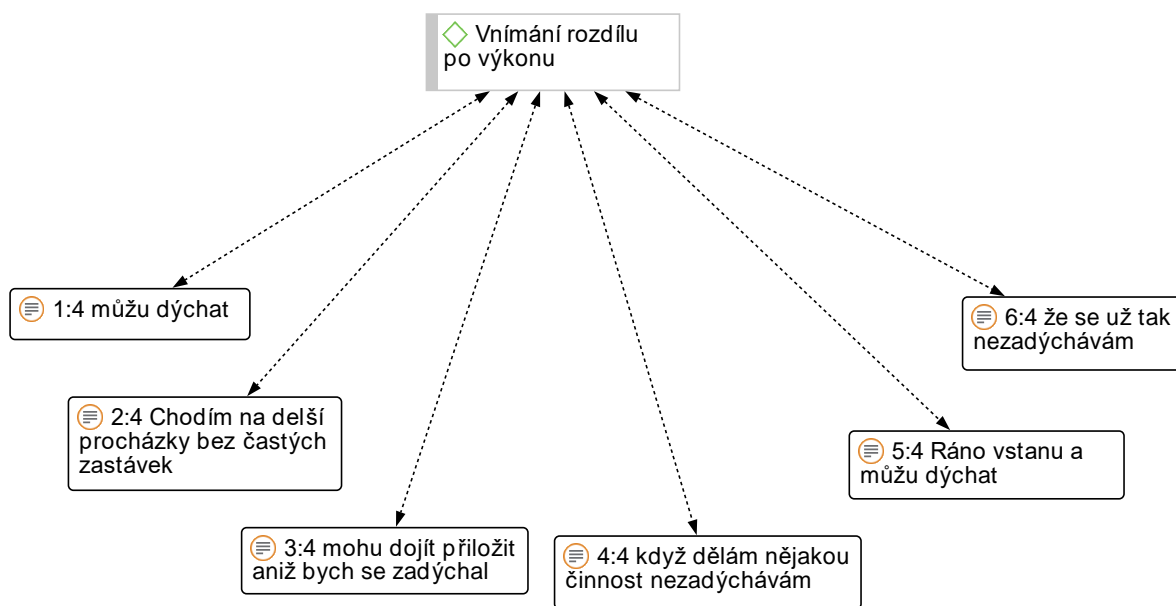 Vnímání rozdílu
po výkonu
1:4 můžu dýchat
2:4 Chodím na delší
procházky bez častých
zastávek
3:4 mohu dojít přiložit
aniž bych se zadýchal
4:4 když dělám nějakou
činnost nezadýchávám
5:4 Ráno vstanu a
můžu dýchat
6:4 že se už tak
nezadýchávám